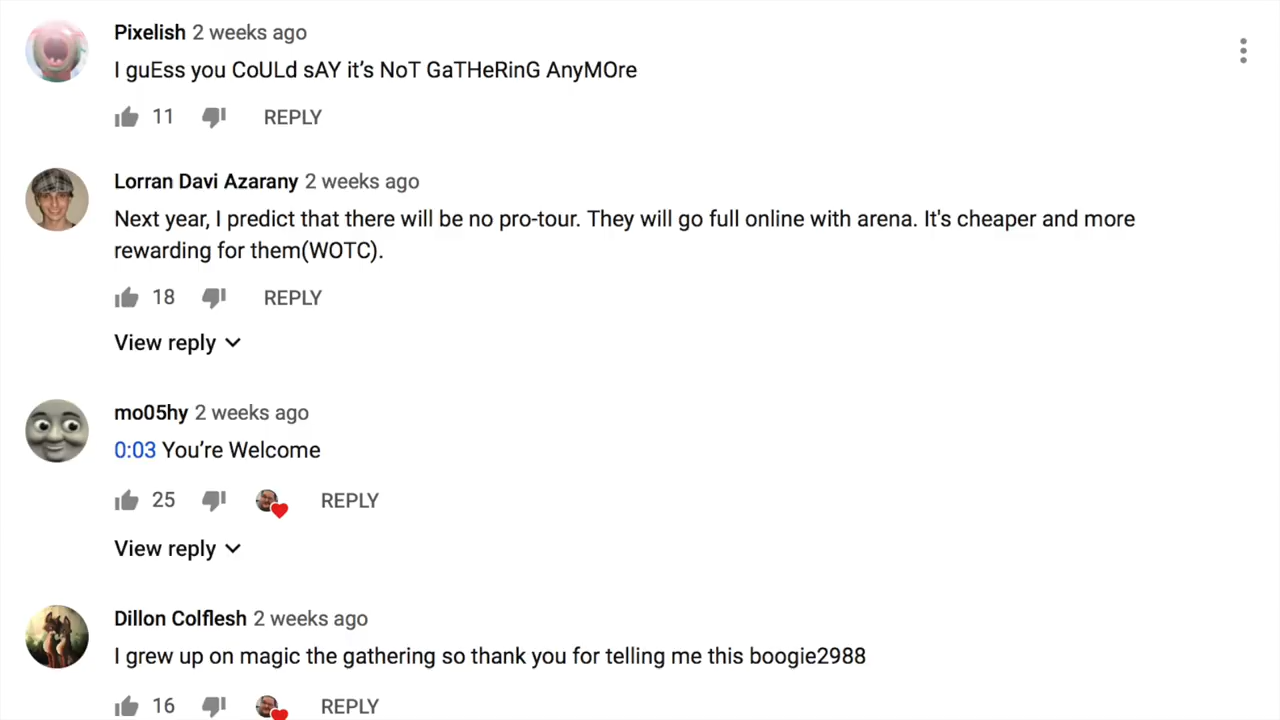 Pixelish 2 weeks ago
I guEss you CoULd sAY it’s NoT GaTHeRinG AnyMOre
11 REPLY
Lorran Davi Azarany 2 weeks ago
Next year, I predict that there will be no pro-tour. They will go full online with arena. It's cheaper and more
rewarding for them(WOTC).
18 REPLY
View reply
mo05hy 2 weeks ago
0:03 You’re Welcome
25 REPLY
View reply
Dillon Colflesh 2 weeks ago
I grew up on magic the gathering so thank you for telling me this boogie2988
16 REPLY